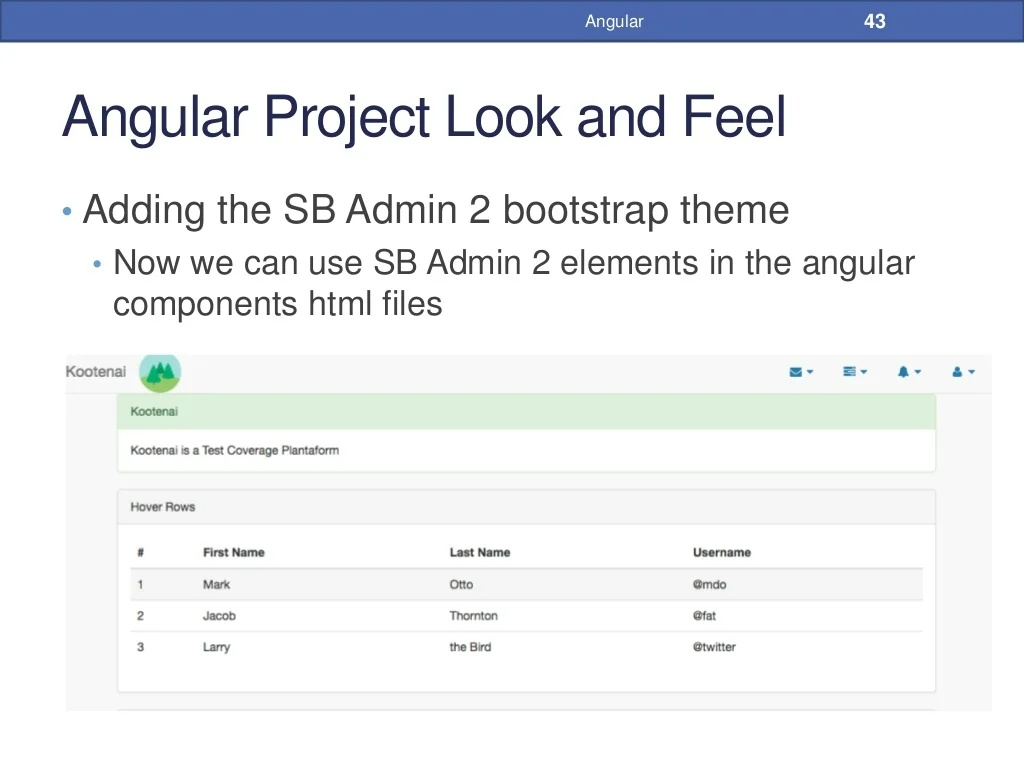 Angular 43
Angular Project Look and Feel
• Adding the SB Admin 2 bootstrap theme
• Now we can use SB Admin 2 elements in the angular
components html files
Kootenai
Kootenai
Kootenai is a Test Coverage Plantaform
Hover Rows
# First Name Last Name Username
1 Mark Otto @mdo
2 Jacob Thornton @fat
3 Larry the Bird @twitter